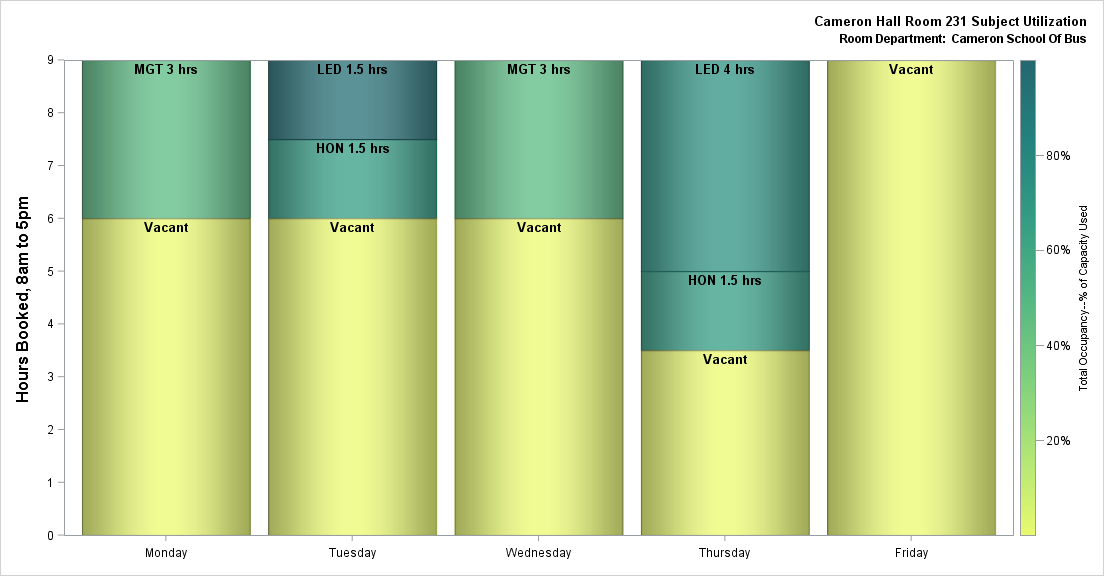 Cameron Hall Room 231 Subject Utilization
Room Department: Cameron School Of Bus
Hours Booked, 8am to 5pm
9
8
7
6
5
4
3
2
1
0
MGT 3 hrs
Vacant
LED 1.5 hrs
HON 1.5 hrs
Vacant
MGT 3 hrs
Vacant
LED 4 hrs
HON 1.5 hrs
Vacant
Vacant
Monday
Tuesday
Wednesday
Thursday
Friday
80%
60%
40%
20%
Total Occupancy--% of Capacity Used